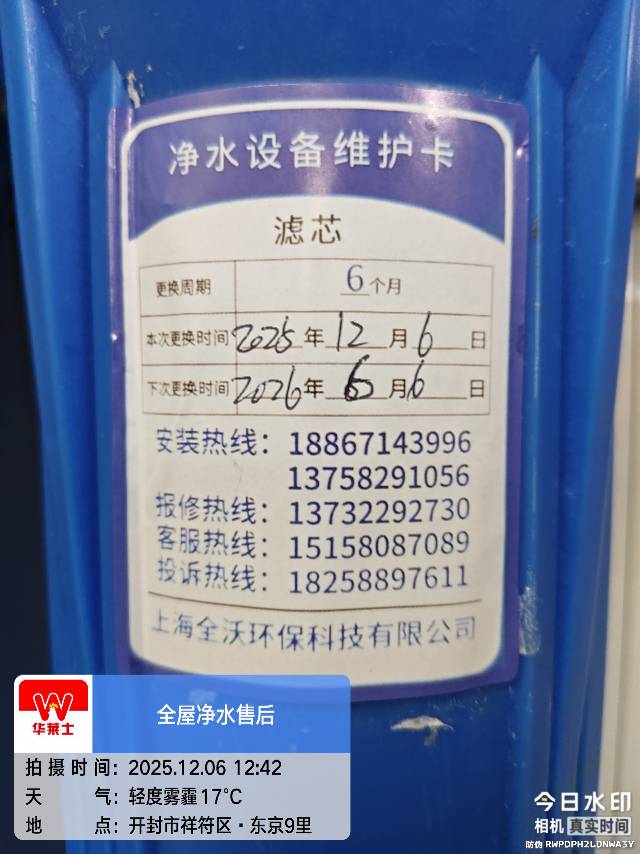 净水设备维护卡
滤芯
更换周期 6个月
本次更换时间 2025年12月6日
下次更换时间 2026年6月6日
安装热线：18867143996
13758291056
报修热线：13732292730
客服热线：15158087089
投诉热线：18258897611
上海全沃环保科技有限公司
华莱士
全屋净水售后
拍摄时间：2025.12.06 12:42
天气：轻度雾霾17℃
地点：开封市祥符区·东京9里
今日水印
相机 真实时间
防伪 RWPDPH2LDNWA3Y